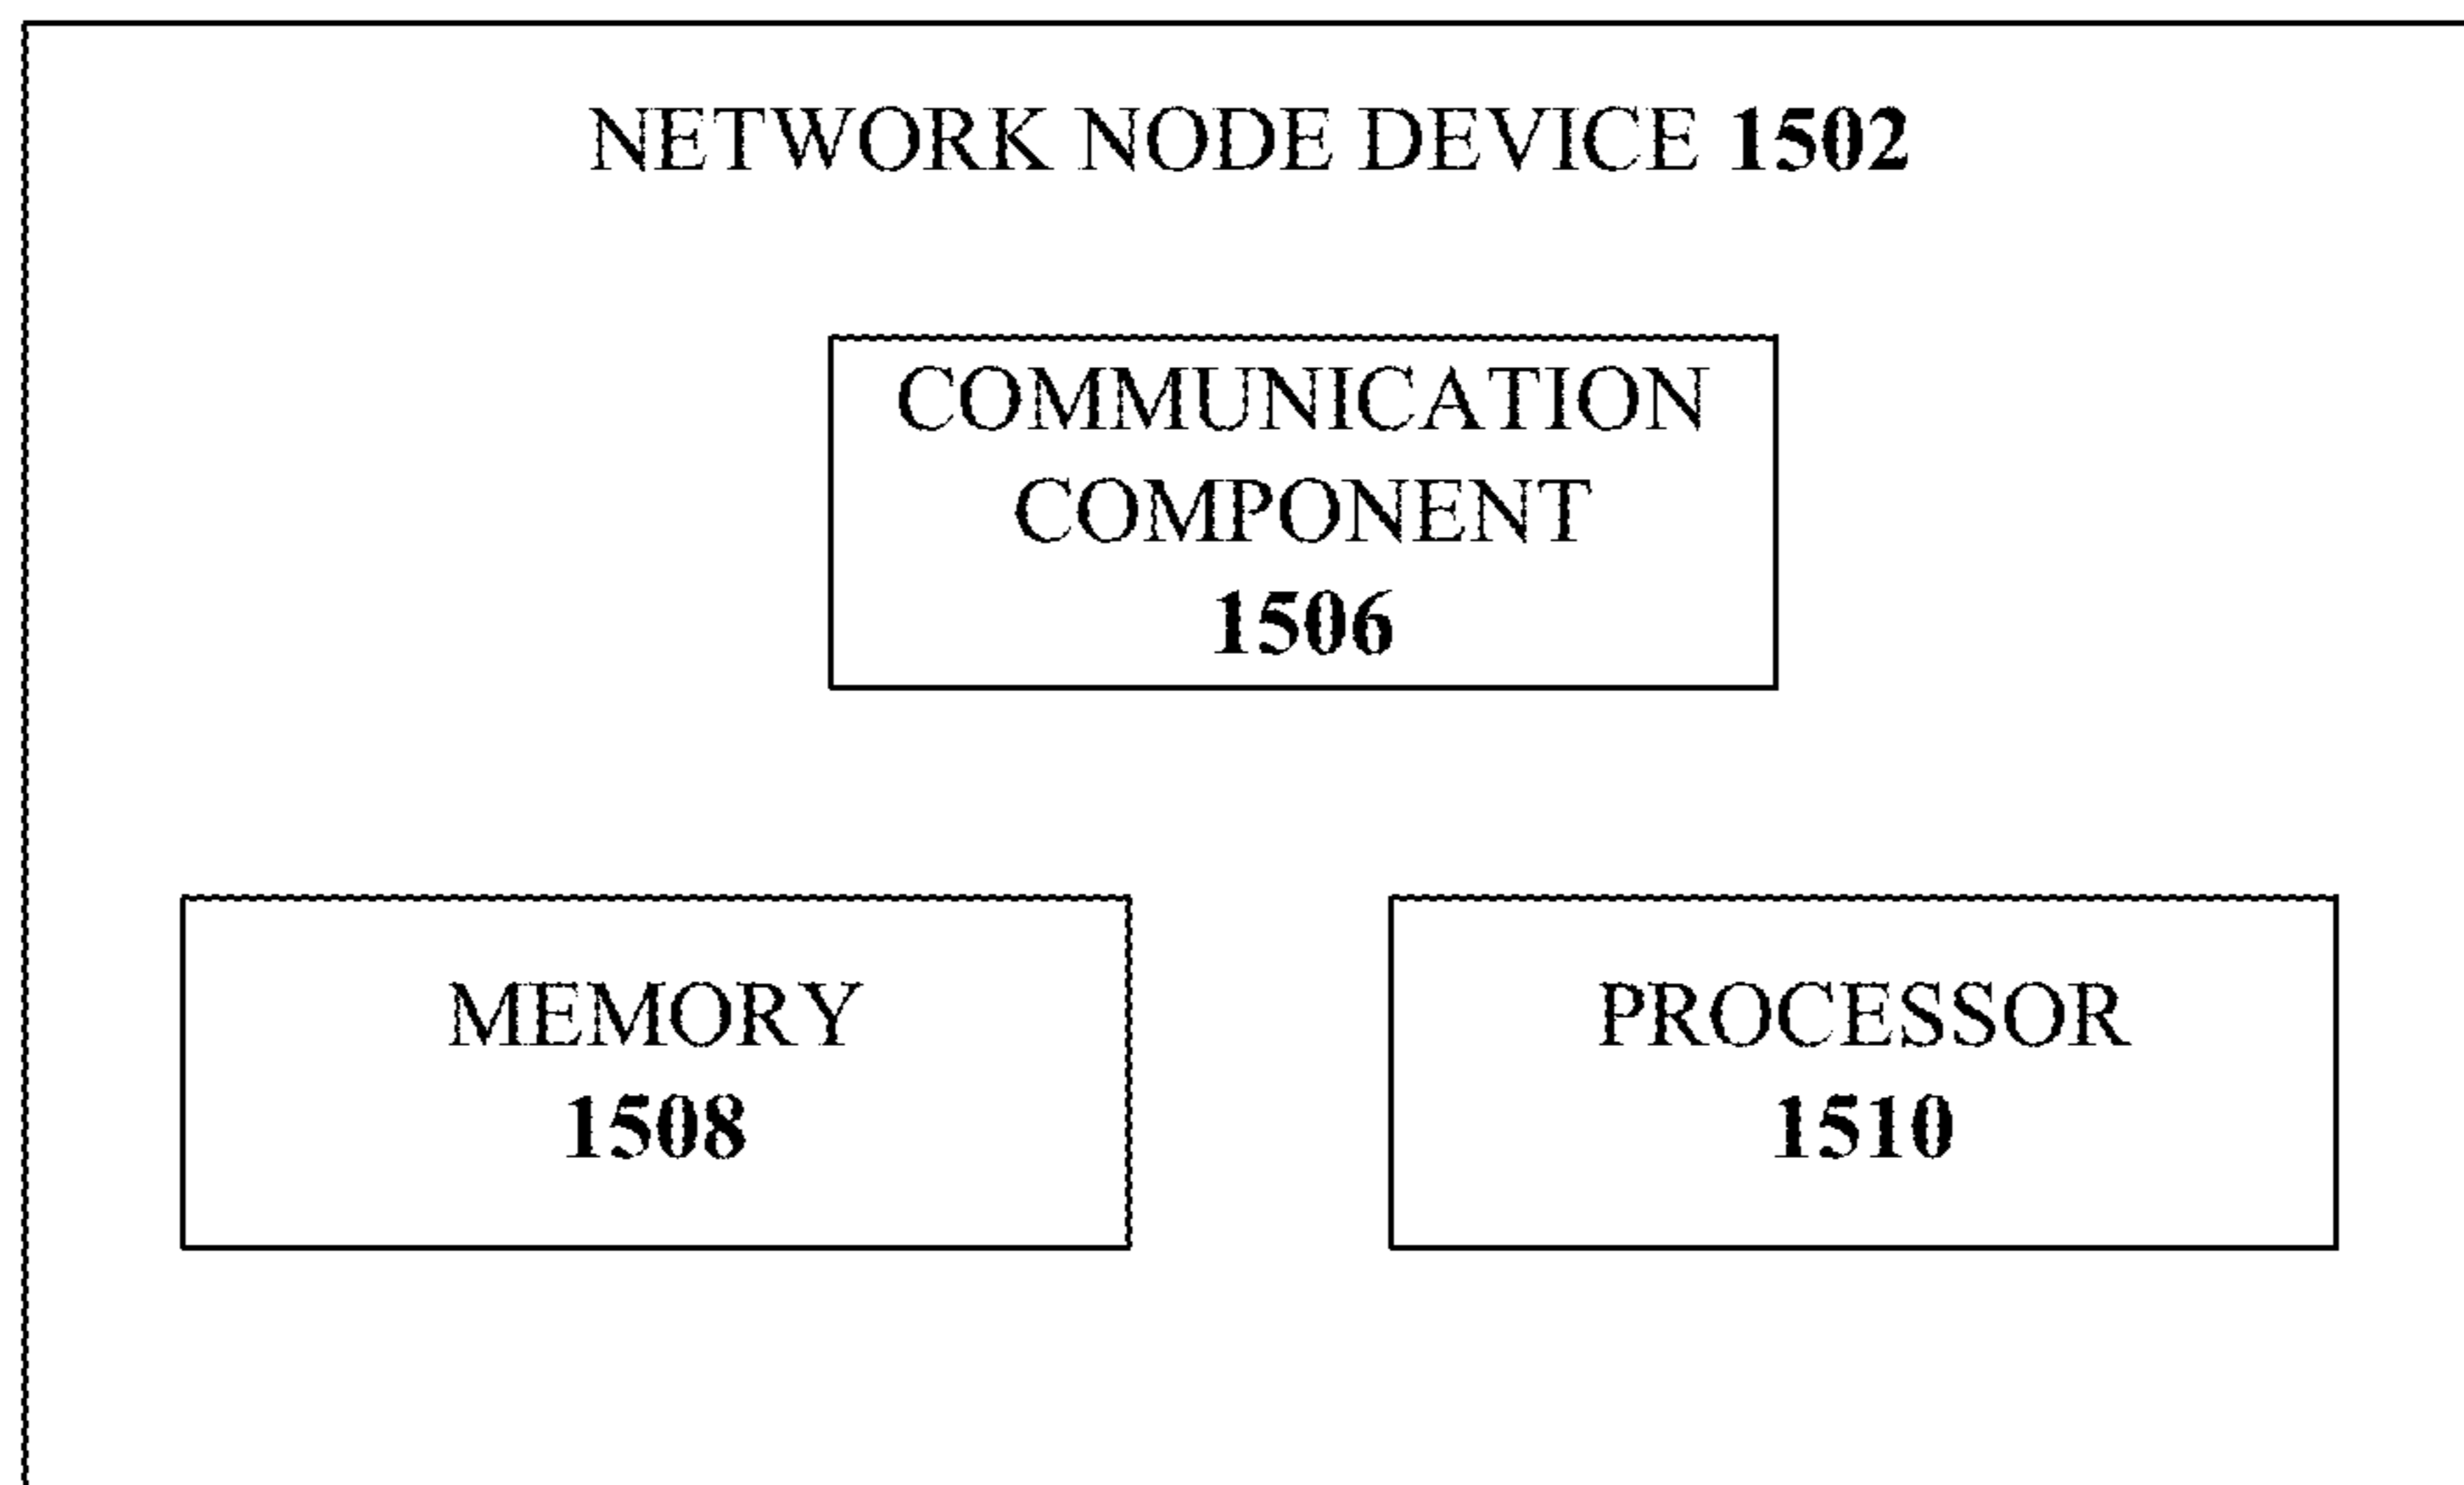 NETWORK NODE DEVICE 1502
COMMUNICATION
COMPONENT
1506
MEMORY
1508
PROCESSOR
1510